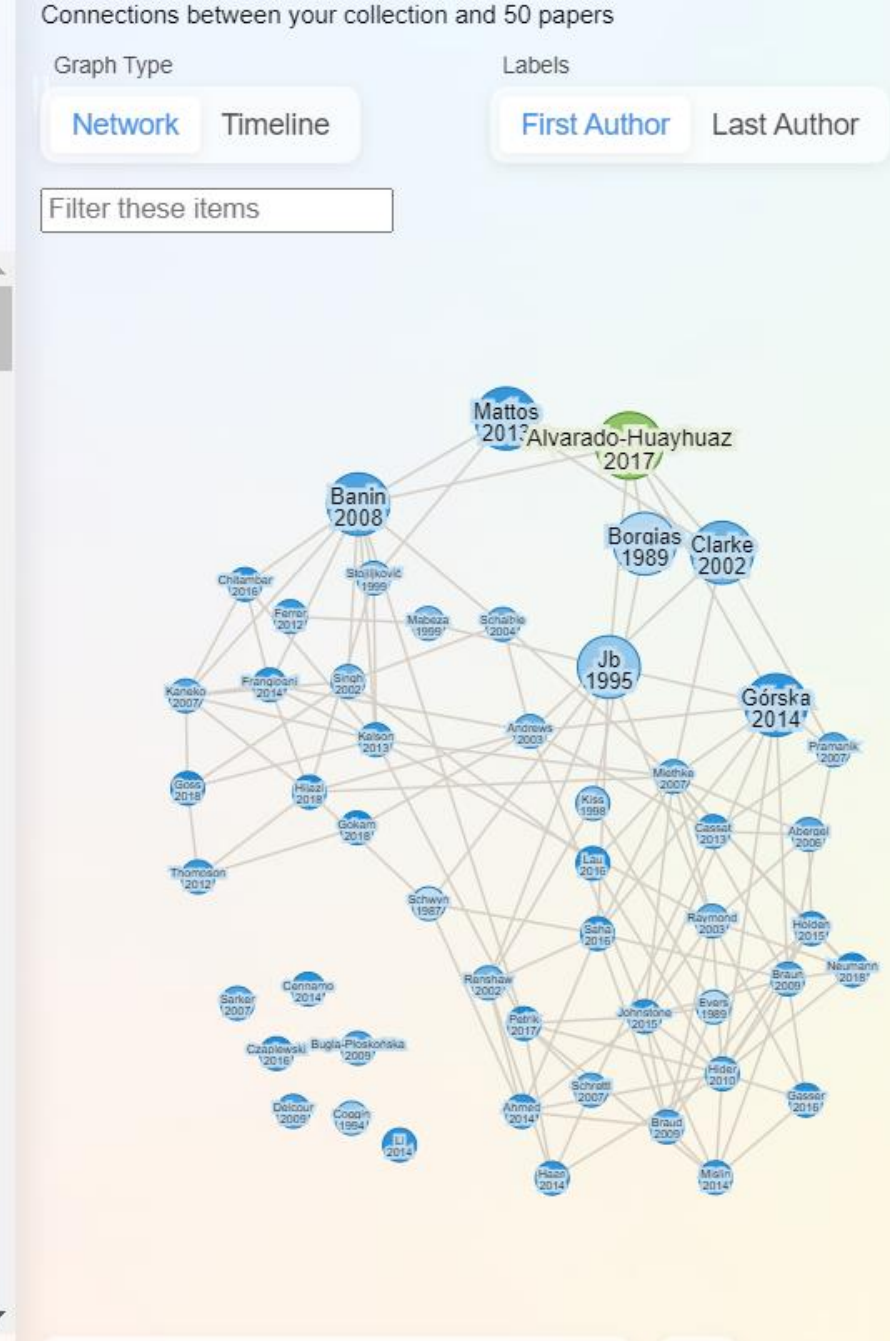 Connections between your collection and 50 papers
Graph Type
Labels
Network
Timeline
First Author
Last Author
Filter these items
Mattos
2013
Alvarado-Huayhuaz
2017
Banin
2008
Borgias
1989
Clarke
2002
Chitambar
2016
Stojiljković
1999
Ferrer
2012
Mabeza
1999
Schalble
2004
Jb
1995
Kaneko
2007
Frangipani
2014
Singh
2002
Górska
2014
Kelson
2013
Andrews
2003
Pramanik
2007
Goss
2018
Hijazi
2018
Miethke
2007
Kiss
1998
Gokarn
2018
Cassat
2013
Abergel
2006
Thompson
2012
Lau
2016
Schwyn
1987
Raymond
2003
Saha
2016
Holden
2015
Renshaw
2002
Braun
2009
Neumann
2018
Cennamo
2014
Sarker
2007
Petrik
2017
Johnstone
2015
Evers
1989
Czaplewski
2016
Bugla-Płoskońska
2009
Hider
2010
Schrettl
2007
Gasser
2016
Delcour
2009
Coggin
1994
Ahmed
2014
Braud
2009
Li
2014
Haas
2014
Mislin
2014